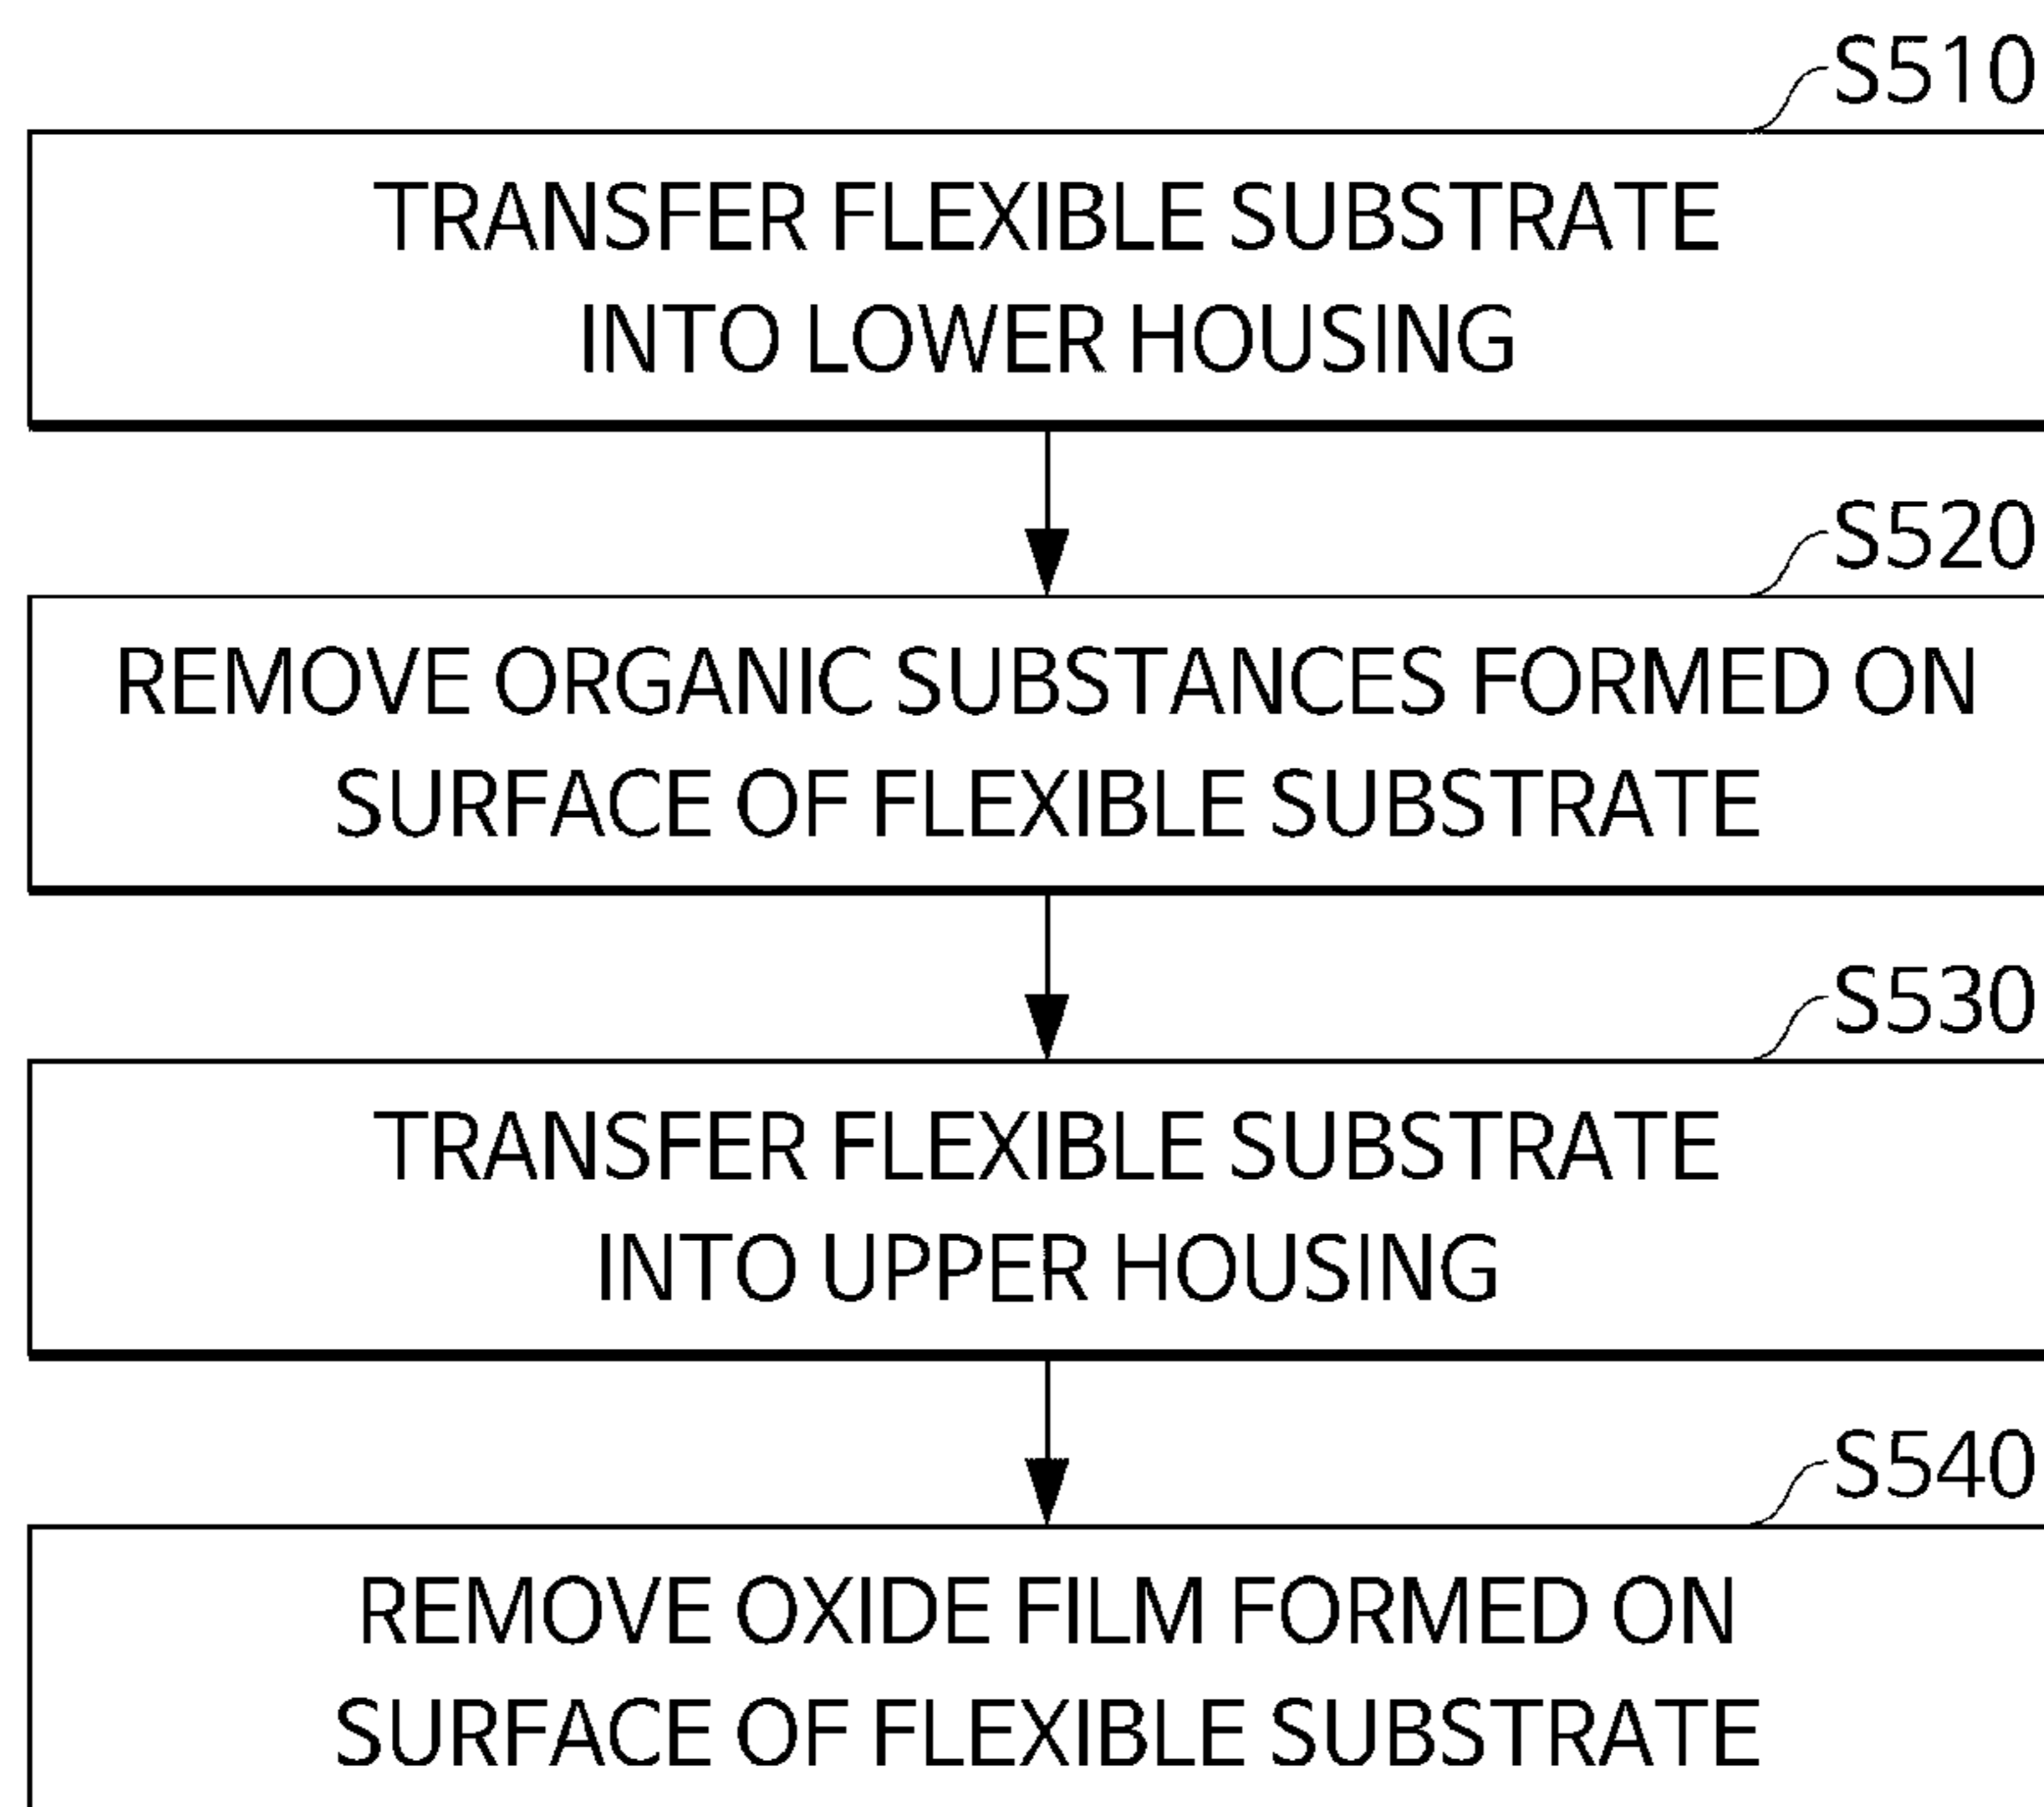 S510
TRANSFER FLEXIBLE SUBSTRATE
INTO LOWER HOUSING
S520
REMOVE ORGANIC SUBSTANCES FORMED ON
SURFACE OF FLEXIBLE SUBSTRATE
S530
TRANSFER FLEXIBLE SUBSTRATE
INTO UPPER HOUSING
S540
REMOVE OXIDE FILM FORMED ON
SURFACE OF FLEXIBLE SUBSTRATE